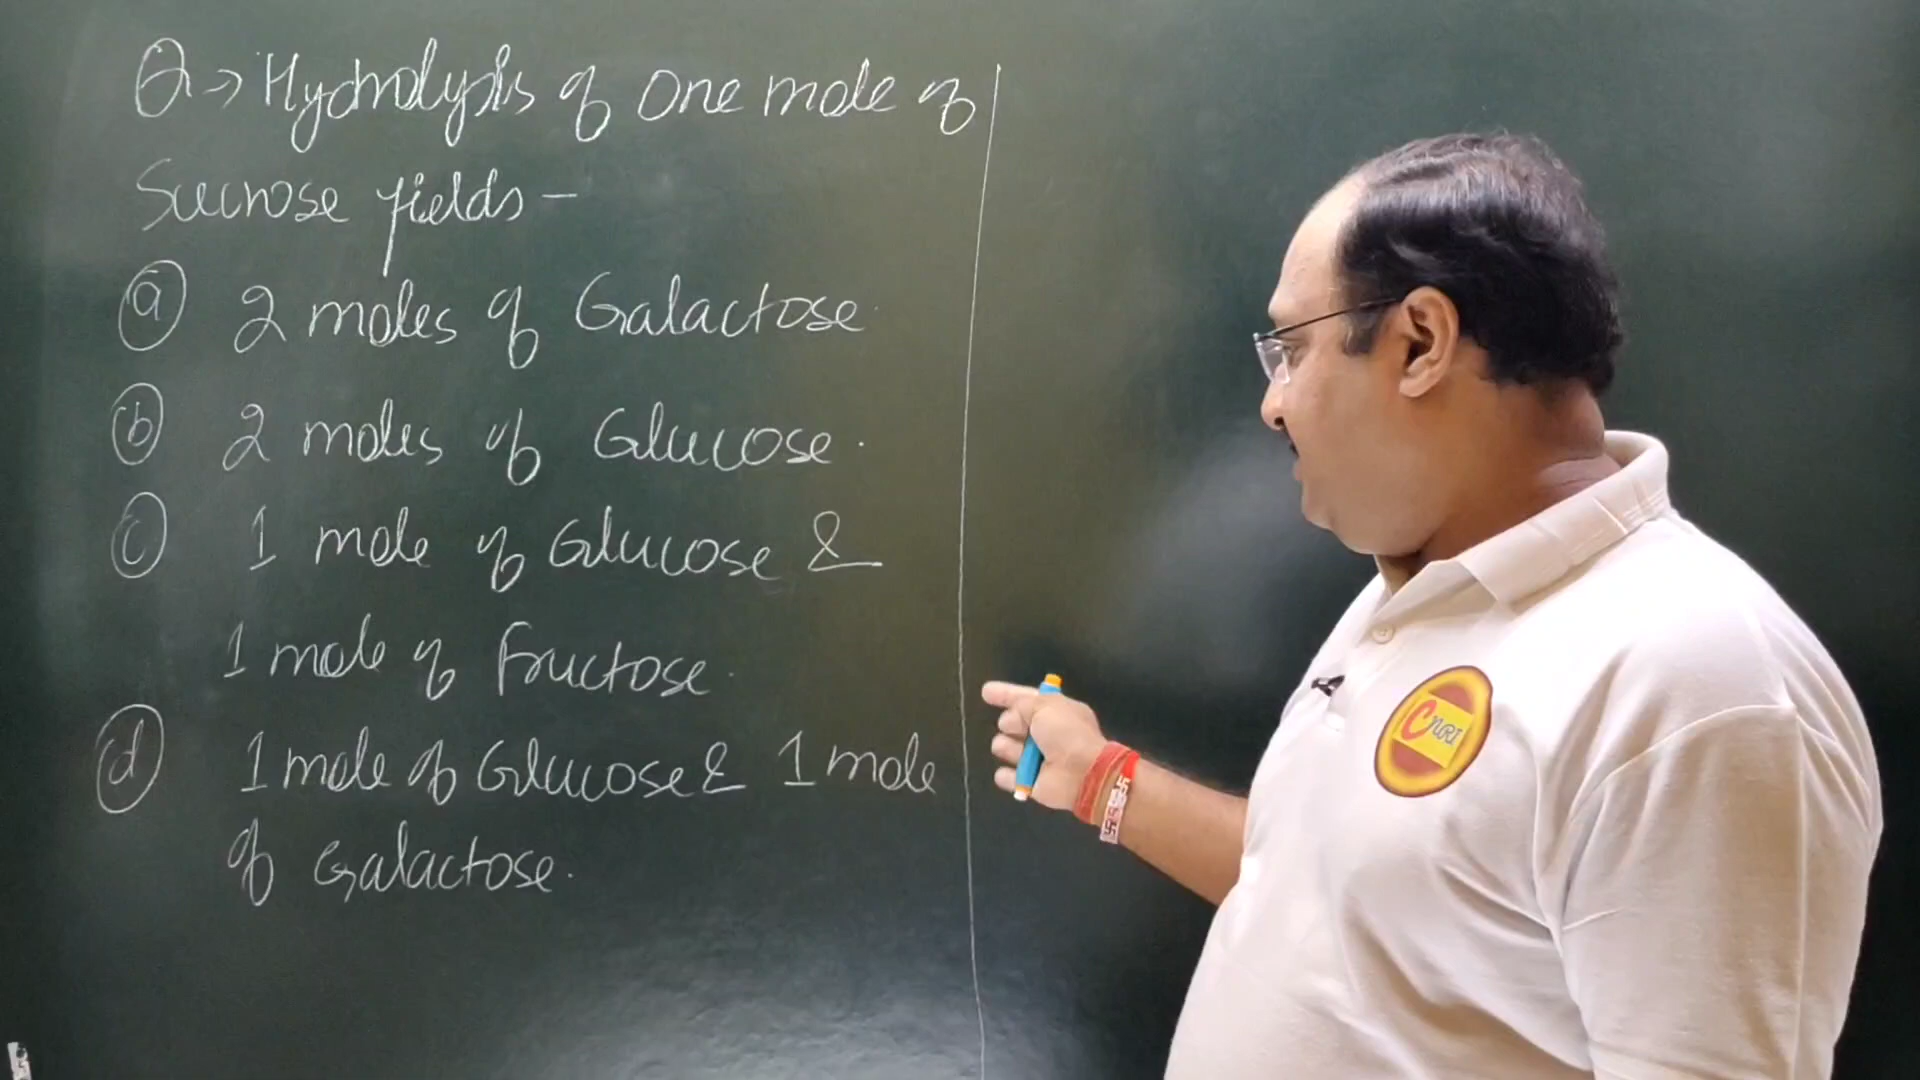 Q→ Hydrolysis of One mole of
Sucrose yields –
(a) 2 moles of Galactose.
(b) 2 moles of Glucose.
(c) 1 mole of Glucose &
1 mole of Fructose.
(d) 1 mole of Glucose & 1 mole
of Galactose.
CNRI